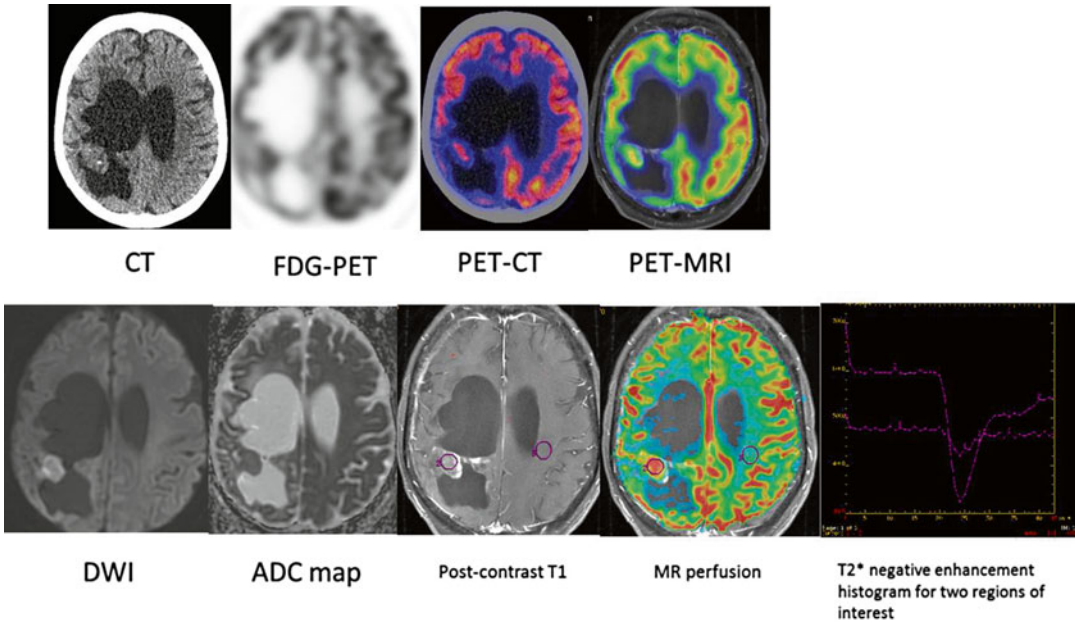 CT
FDG-PET
PET-CT
PET-MRI
DWI
ADC map
Post-contrast T1
MR perfusion
T2* negative enhancement
histogram for two regions of
interest